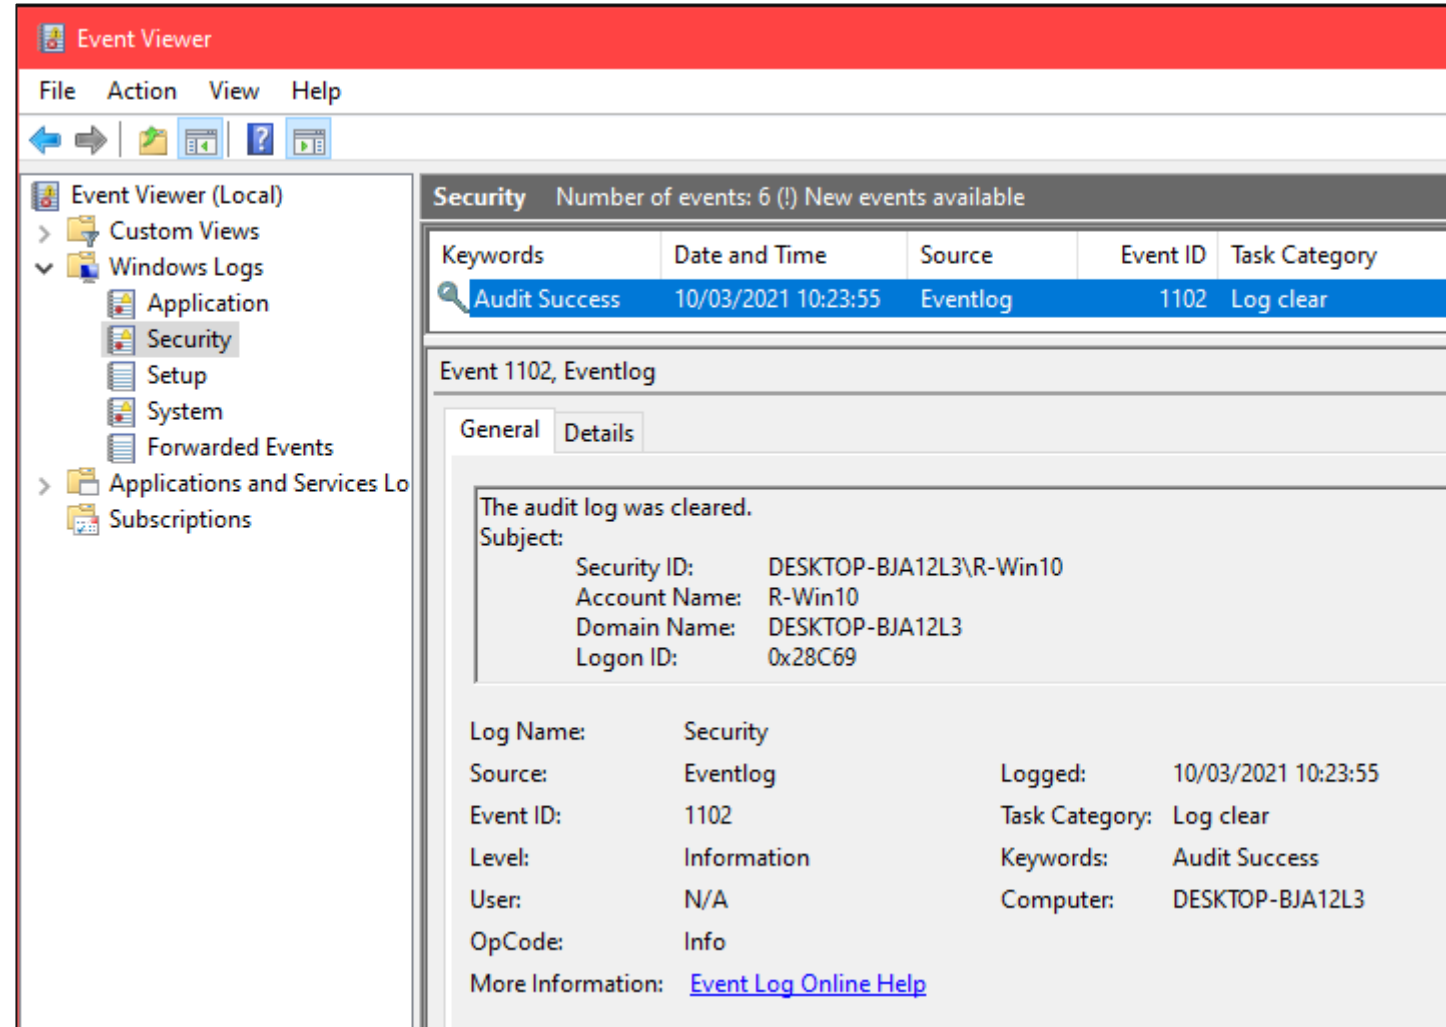 Event Viewer
File Action View Help
Event Viewer (Local)
Custom Views
Windows Logs
Application
Security
Setup
System
Forwarded Events
Applications and Services Lo
Subscriptions
Security Number of events: 6 (!) New events available
Keywords Date and Time Source Event ID Task Category
Audit Success 10/03/2021 10:23:55 Eventlog 1102 Log clear
Event 1102, Eventlog
General Details
The audit log was cleared.
Subject:
Security ID: DESKTOP-BJA12L3\R-Win10
Account Name: R-Win10
Domain Name: DESKTOP-BJA12L3
Logon ID: 0x28C69
Log Name: Security
Source: Eventlog Logged: 10/03/2021 10:23:55
Event ID: 1102 Task Category: Log clear
Level: Information Keywords: Audit Success
User: N/A Computer: DESKTOP-BJA12L3
OpCode: Info
More Information: Event Log Online Help